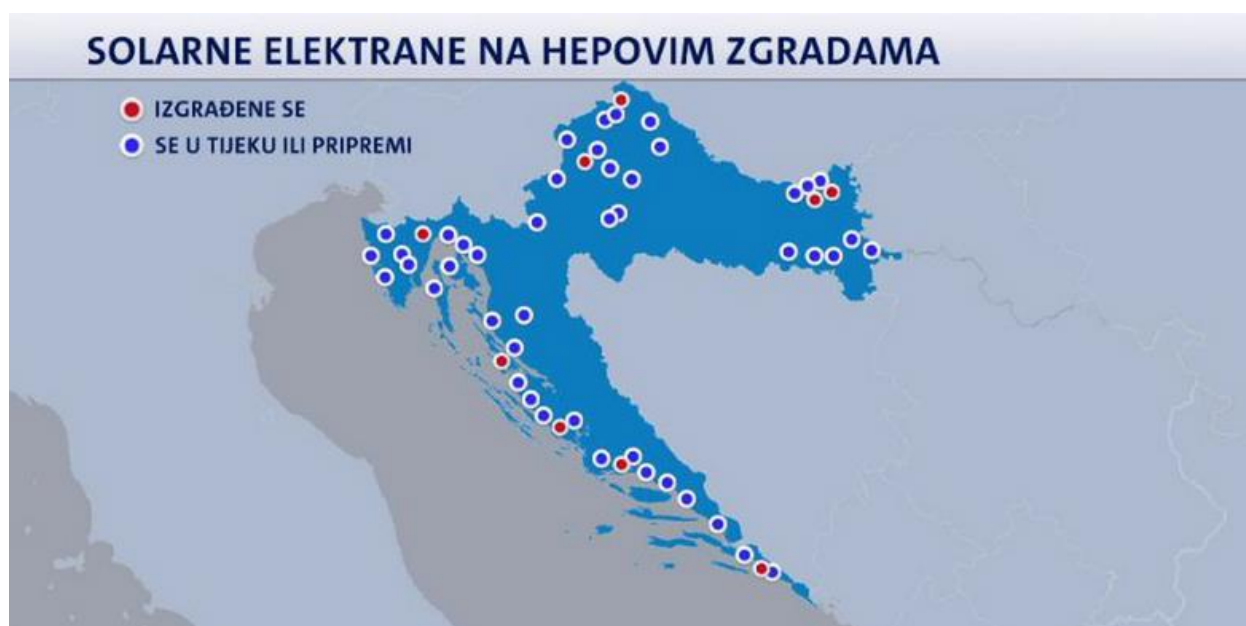 SOLARNE ELEKTRANE NA HEPOVIM ZGRADAMA
IZGRAĐENE SE
SE U TIJEKU ILI PRIPREMI